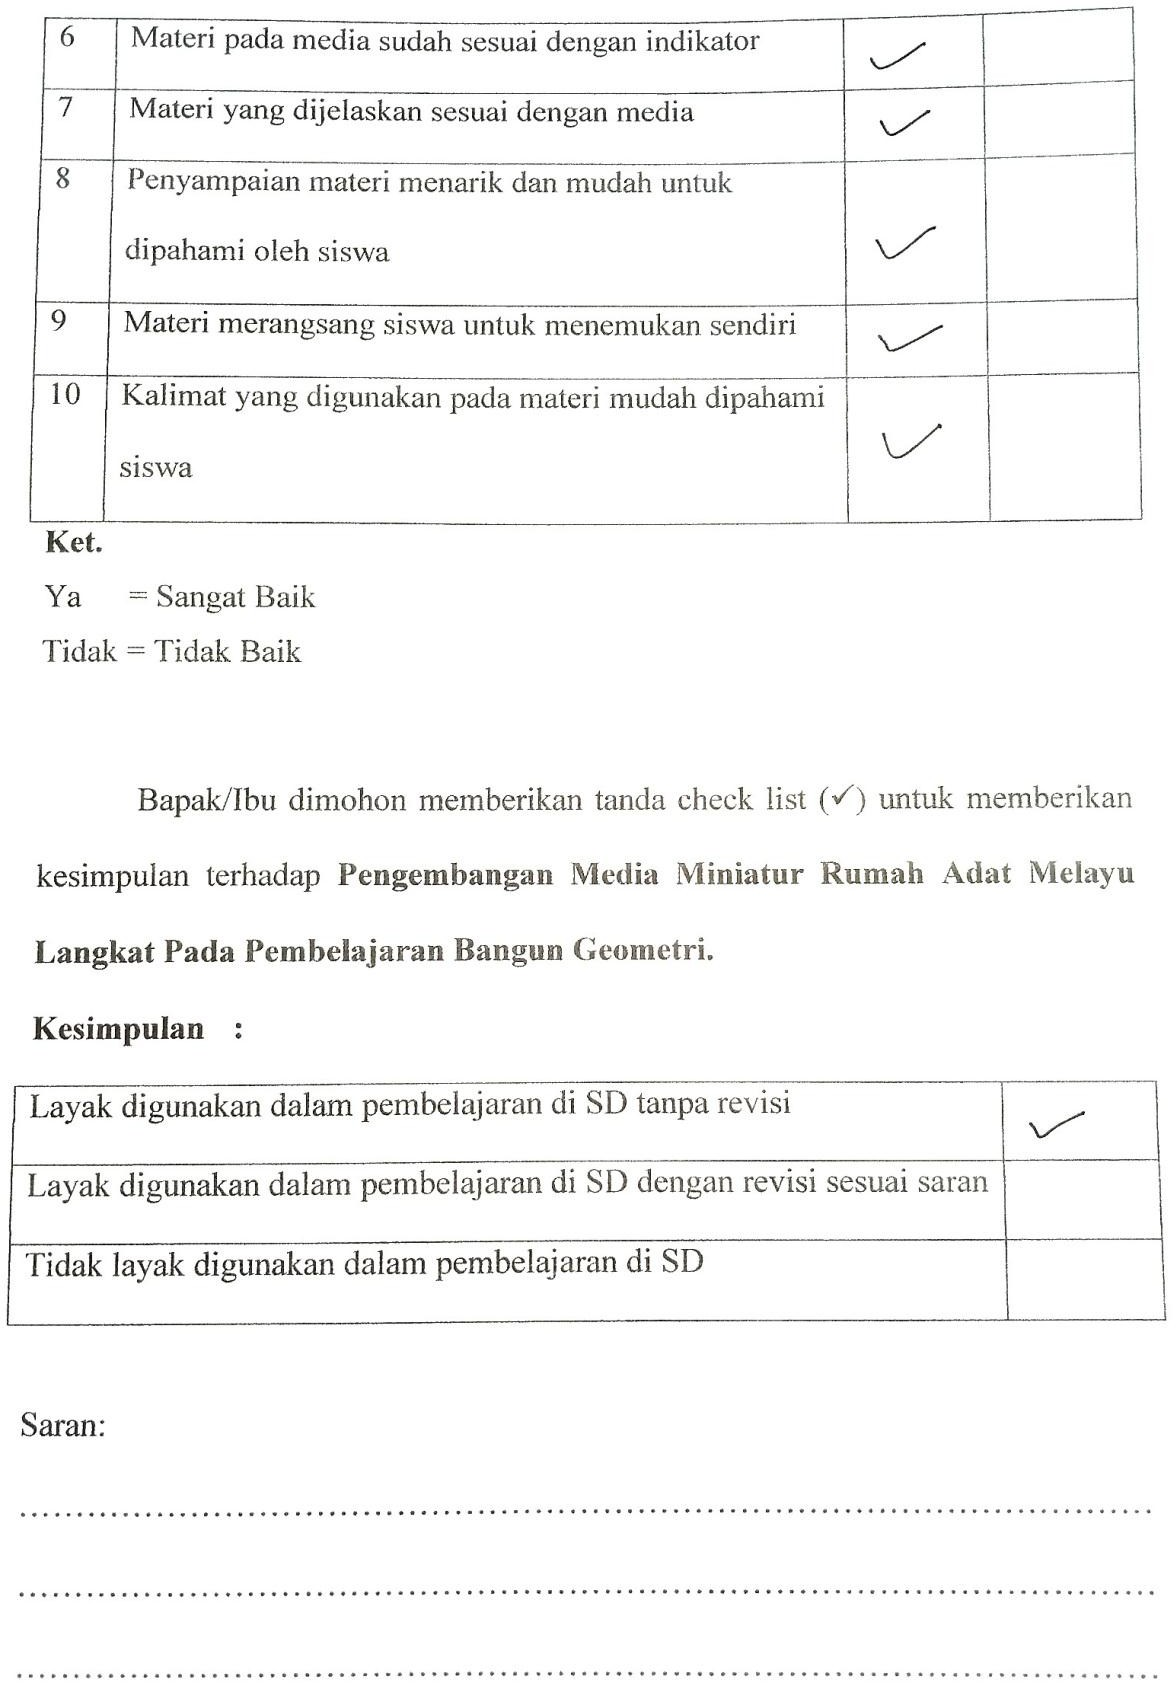 6 Materi pada media sudah sesuai dengan indikator ✓
7 Materi yang dijelaskan sesuai dengan media ✓
8 Penyampaian materi menarik dan mudah untuk
dipahami oleh siswa ✓
9 Materi merangsang siswa untuk menemukan sendiri ✓
10 Kalimat yang digunakan pada materi mudah dipahami
siswa ✓
Ket.
Ya = Sangat Baik
Tidak = Tidak Baik
Bapak/Ibu dimohon memberikan tanda check list (✓) untuk memberikan
kesimpulan terhadap Pengembangan Media Miniatur Rumah Adat Melayu
Langkat Pada Pembelajaran Bangun Geometri.
Kesimpulan :
Layak digunakan dalam pembelajaran di SD tanpa revisi ✓
Layak digunakan dalam pembelajaran di SD dengan revisi sesuai saran
Tidak layak digunakan dalam pembelajaran di SD
Saran: